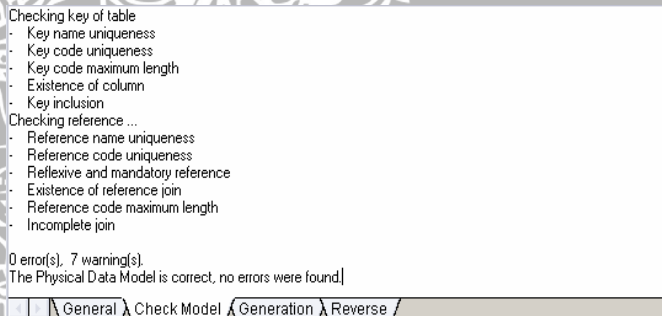 Checking key of table
- Key name uniqueness
- Key code uniqueness
- Key code maximum length
- Existence of column
- Key inclusion
Checking reference ...
- Reference name uniqueness
- Reference code uniqueness
- Reflexive and mandatory reference
- Existence of reference join
- Reference code maximum length
- Incomplete join
0 error(s), 7 warning(s).
The Physical Data Model is correct, no errors were found.
General Check Model Generation Reverse